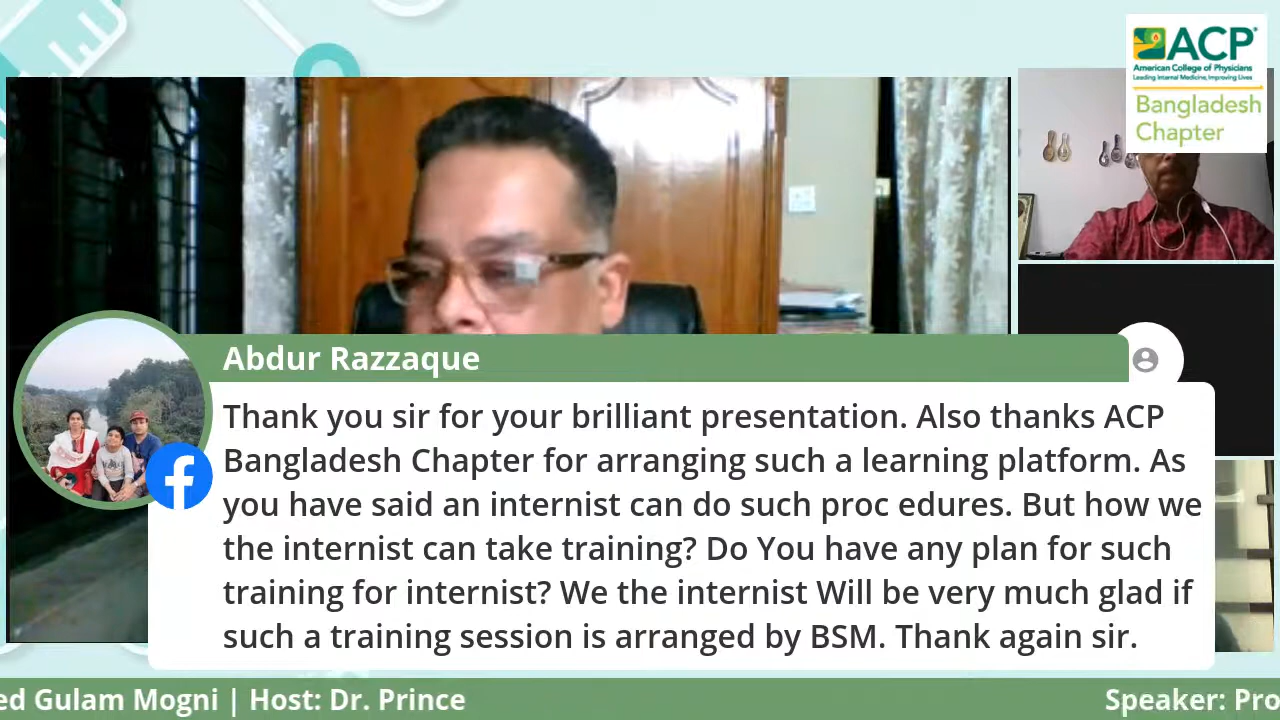 ACP
American College of Physicians
Leading Internal Medicine, Improving Lives
Bangladesh
Chapter
Abdur Razzaque
Thank you sir for your brilliant presentation. Also thanks ACP
Bangladesh Chapter for arranging such a learning platform. As
you have said an internist can do such proc edures. But how we
the internist can take training? Do You have any plan for such
training for internist? We the internist Will be very much glad if
such a training session is arranged by BSM. Thank again sir.
ed Gulam Mogni | Host: Dr. Prince
Speaker: Pro